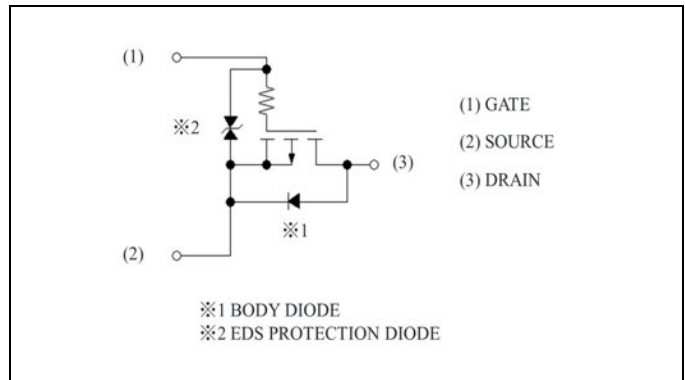 (1)
(1) GATE
※2
(2) SOURCE
(3)
(3) DRAIN
※1
(2)
※1 BODY DIODE
※2 EDS PROTECTION DIODE